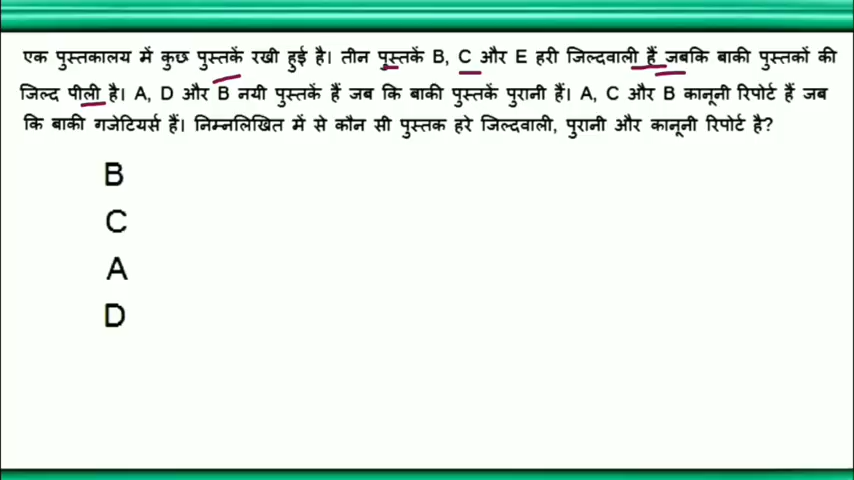 एक पुस्तकालय में कुछ पुस्तकें रखी हुई है। तीन पुस्तकें B, C और E हरी जिल्दवाली हैं जबकि बाकी पुस्तकों की
जिल्द पीली है। A, D और B नयी पुस्तकें हैं जब कि बाकी पुस्तकें पुरानी हैं। A, C और B कानूनी रिपोर्ट हैं जब
कि बाकी गजेटियर्स हैं। निम्नलिखित में से कौन सी पुस्तक हरे जिल्दवाली, पुरानी और कानूनी रिपोर्ट है?
B
C
A
D